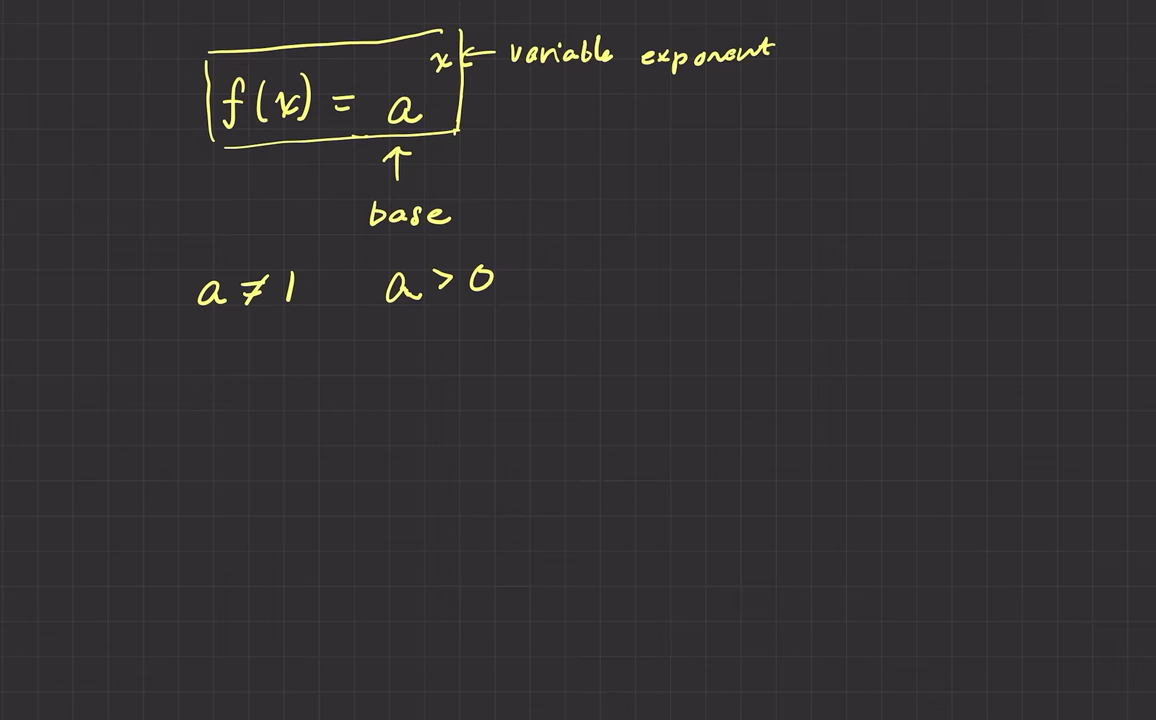 f(x) = a^x ← variable exponent
↑
base
a ≠ 1 a > 0